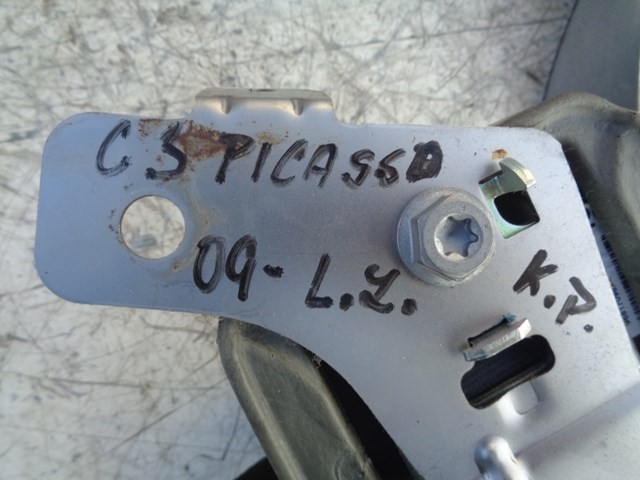 C3 PICASSO
09- L.Z.
K.P.